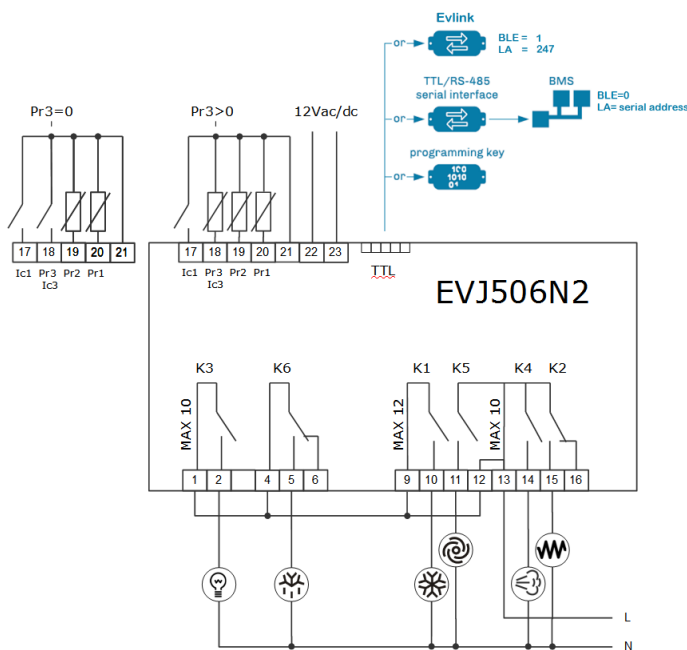 Evlink
or
BLE = 1
LA = 247
TTL/RS-485
serial interface
BMS
or
BLE=0
LA= serial address
programming key
or
100
1010
01
Pr3=0
Pr3>0
12Vac/dc
17 18 19 20 21
Ic1 Pr3 Pr2 Pr1
Ic3
17 18 19 20 21 22 23
Ic1 Pr3 Pr2 Pr1
Ic3
TTL
EVJ506N2
K3 K6 K1 K5 K4 K2
MAX 10
MAX 12
MAX 10
1 2 4 5 6 9 10 11 12 13 14 15 16
L
N